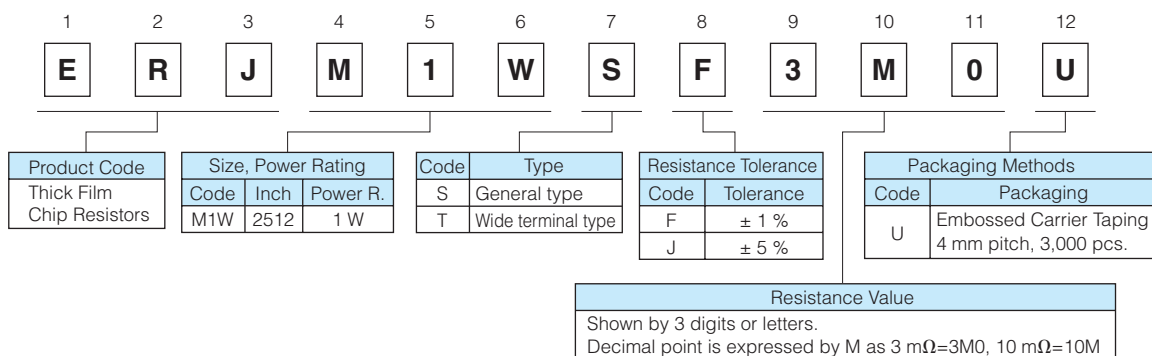 1 2 3 4 5 6 7 8 9 10 11 12
E R J M 1 W S F 3 M 0 U
Product Code
Thick Film
Chip Resistors
Size, Power Rating
Code Inch Power R.
M1W 2512 1 W
Code Type
S General type
T Wide terminal type
Resistance Tolerance
Code Tolerance
F ± 1 %
J ± 5 %
Packaging Methods
Code Packaging
U Embossed Carrier Taping
4 mm pitch, 3,000 pcs.
Resistance Value
Shown by 3 digits or letters.
Decimal point is expressed by M as 3 mΩ=3M0, 10 mΩ=10M